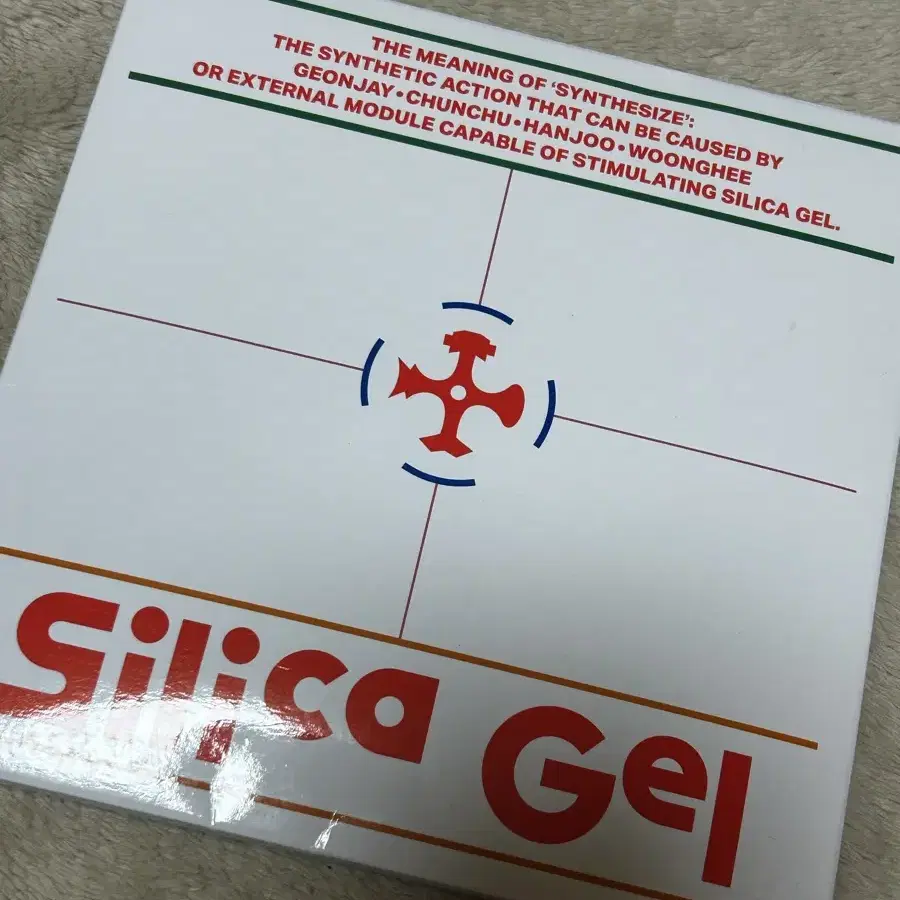 THE MEANING OF ‘SYNTHESIZE’:
THE SYNTHETIC ACTION THAT CAN BE CAUSED BY
GEONJAY•CHUNCHU•HANJOO•WOONGHEE
OR EXTERNAL MODULE CAPABLE OF STIMULATING SILICA GEL.
Silica Gel